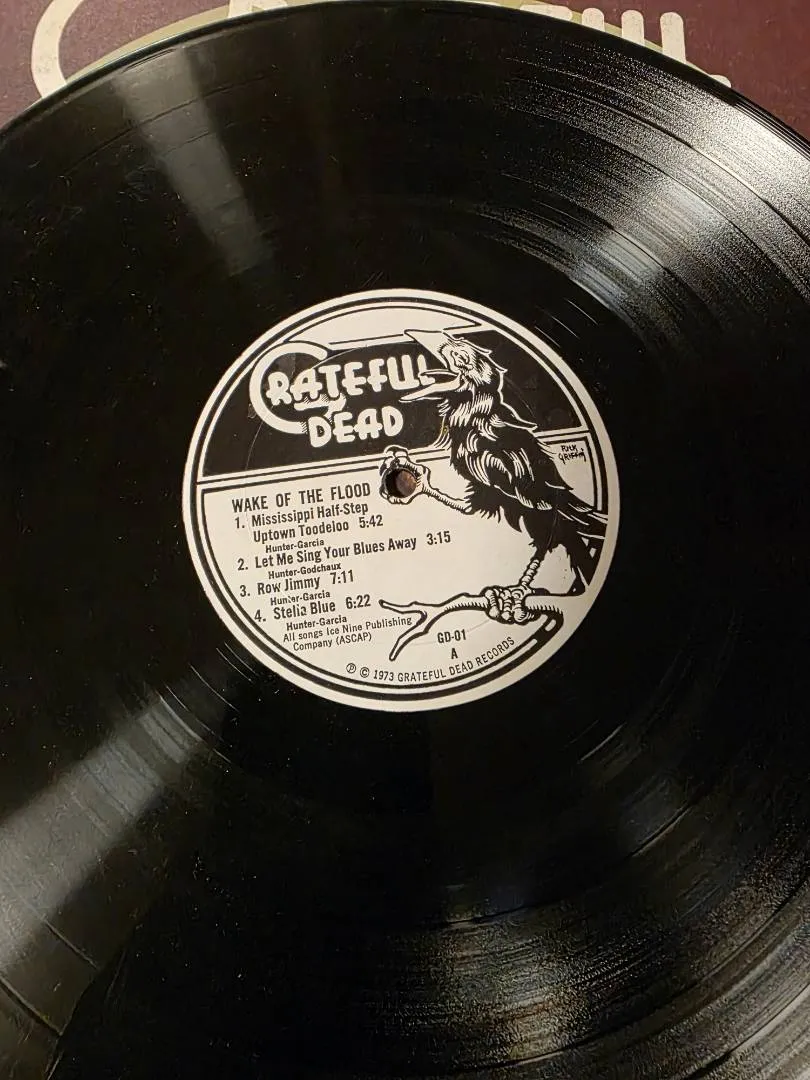 GRATEFUL
DEAD
RICK
GRIFFIN
WAKE OF THE FLOOD
1. Mississippi Half-Step
Uptown Toodeloo 5:42
Hunter-Garcia
2. Let Me Sing Your Blues Away 3:15
Hunter-Godchaux
3. Row Jimmy 7:11
Hunter-Garcia
4. Stella Blue 6:22
Hunter-Garcia
All songs Ice Nine Publishing
Company (ASCAP)
GD-01
A
℗ © 1973 GRATEFUL DEAD RECORDS